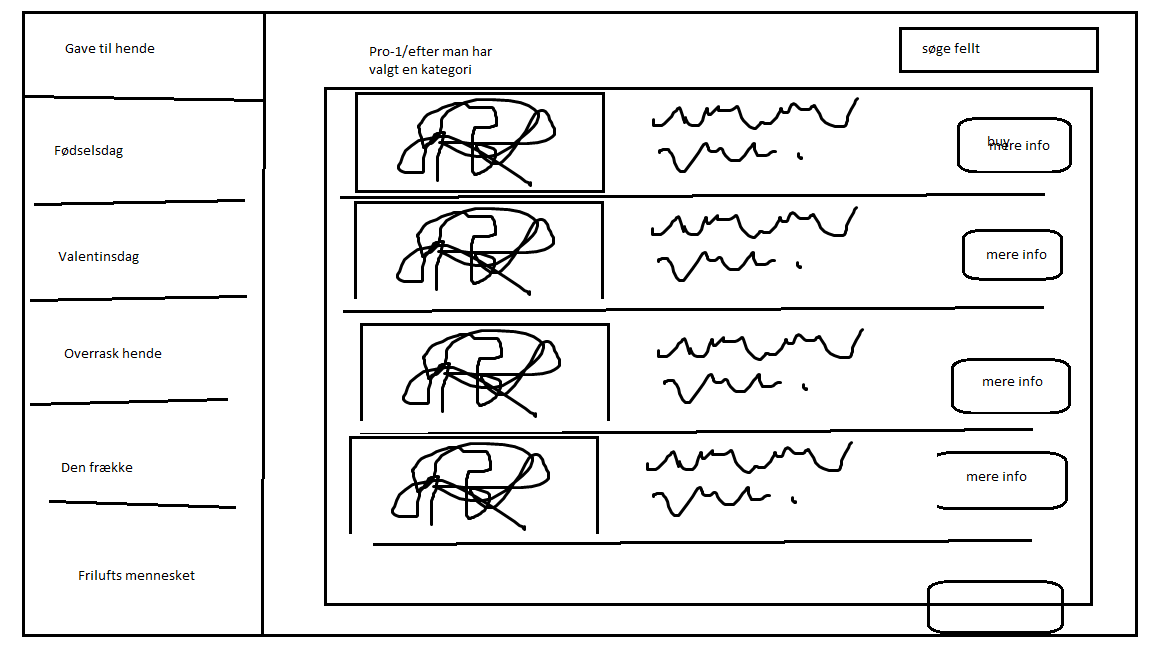 Gave til hende
Fødselsdag
Valentinsdag
Overrask hende
Den frække
Frilufts mennesket
Pro-1/efter man har
valgt en kategori
søge fellt
buy
mere info
mere info
mere info
mere info